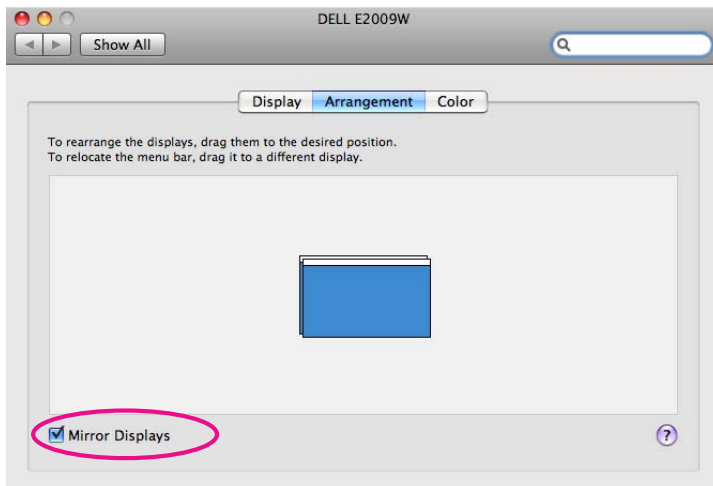 DELL E2009W
Show All
Display Arrangement Color
To rearrange the displays, drag them to the desired position.
To relocate the menu bar, drag it to a different display.
Mirror Displays
?